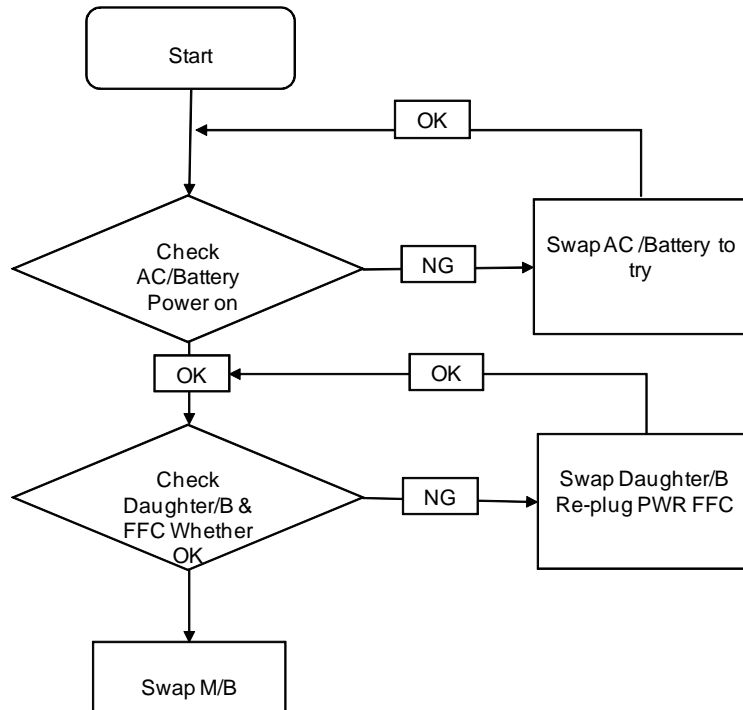 Start
OK
Check
AC/Battery
Power on
NG
Swap AC /Battery to
try
OK
OK
Check
Daughter/B &
FFC Whether
OK
NG
Swap Daughter/B
Re-plug PWR FFC
Swap M/B